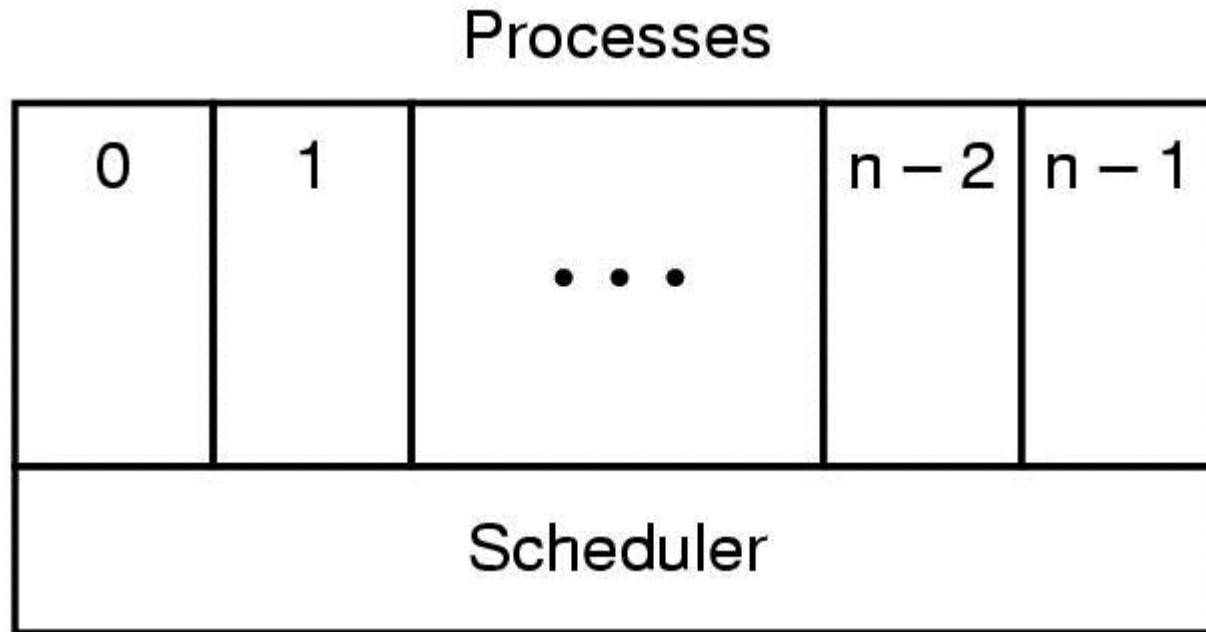 Processes
0 1 • • • n – 2 n – 1
Scheduler